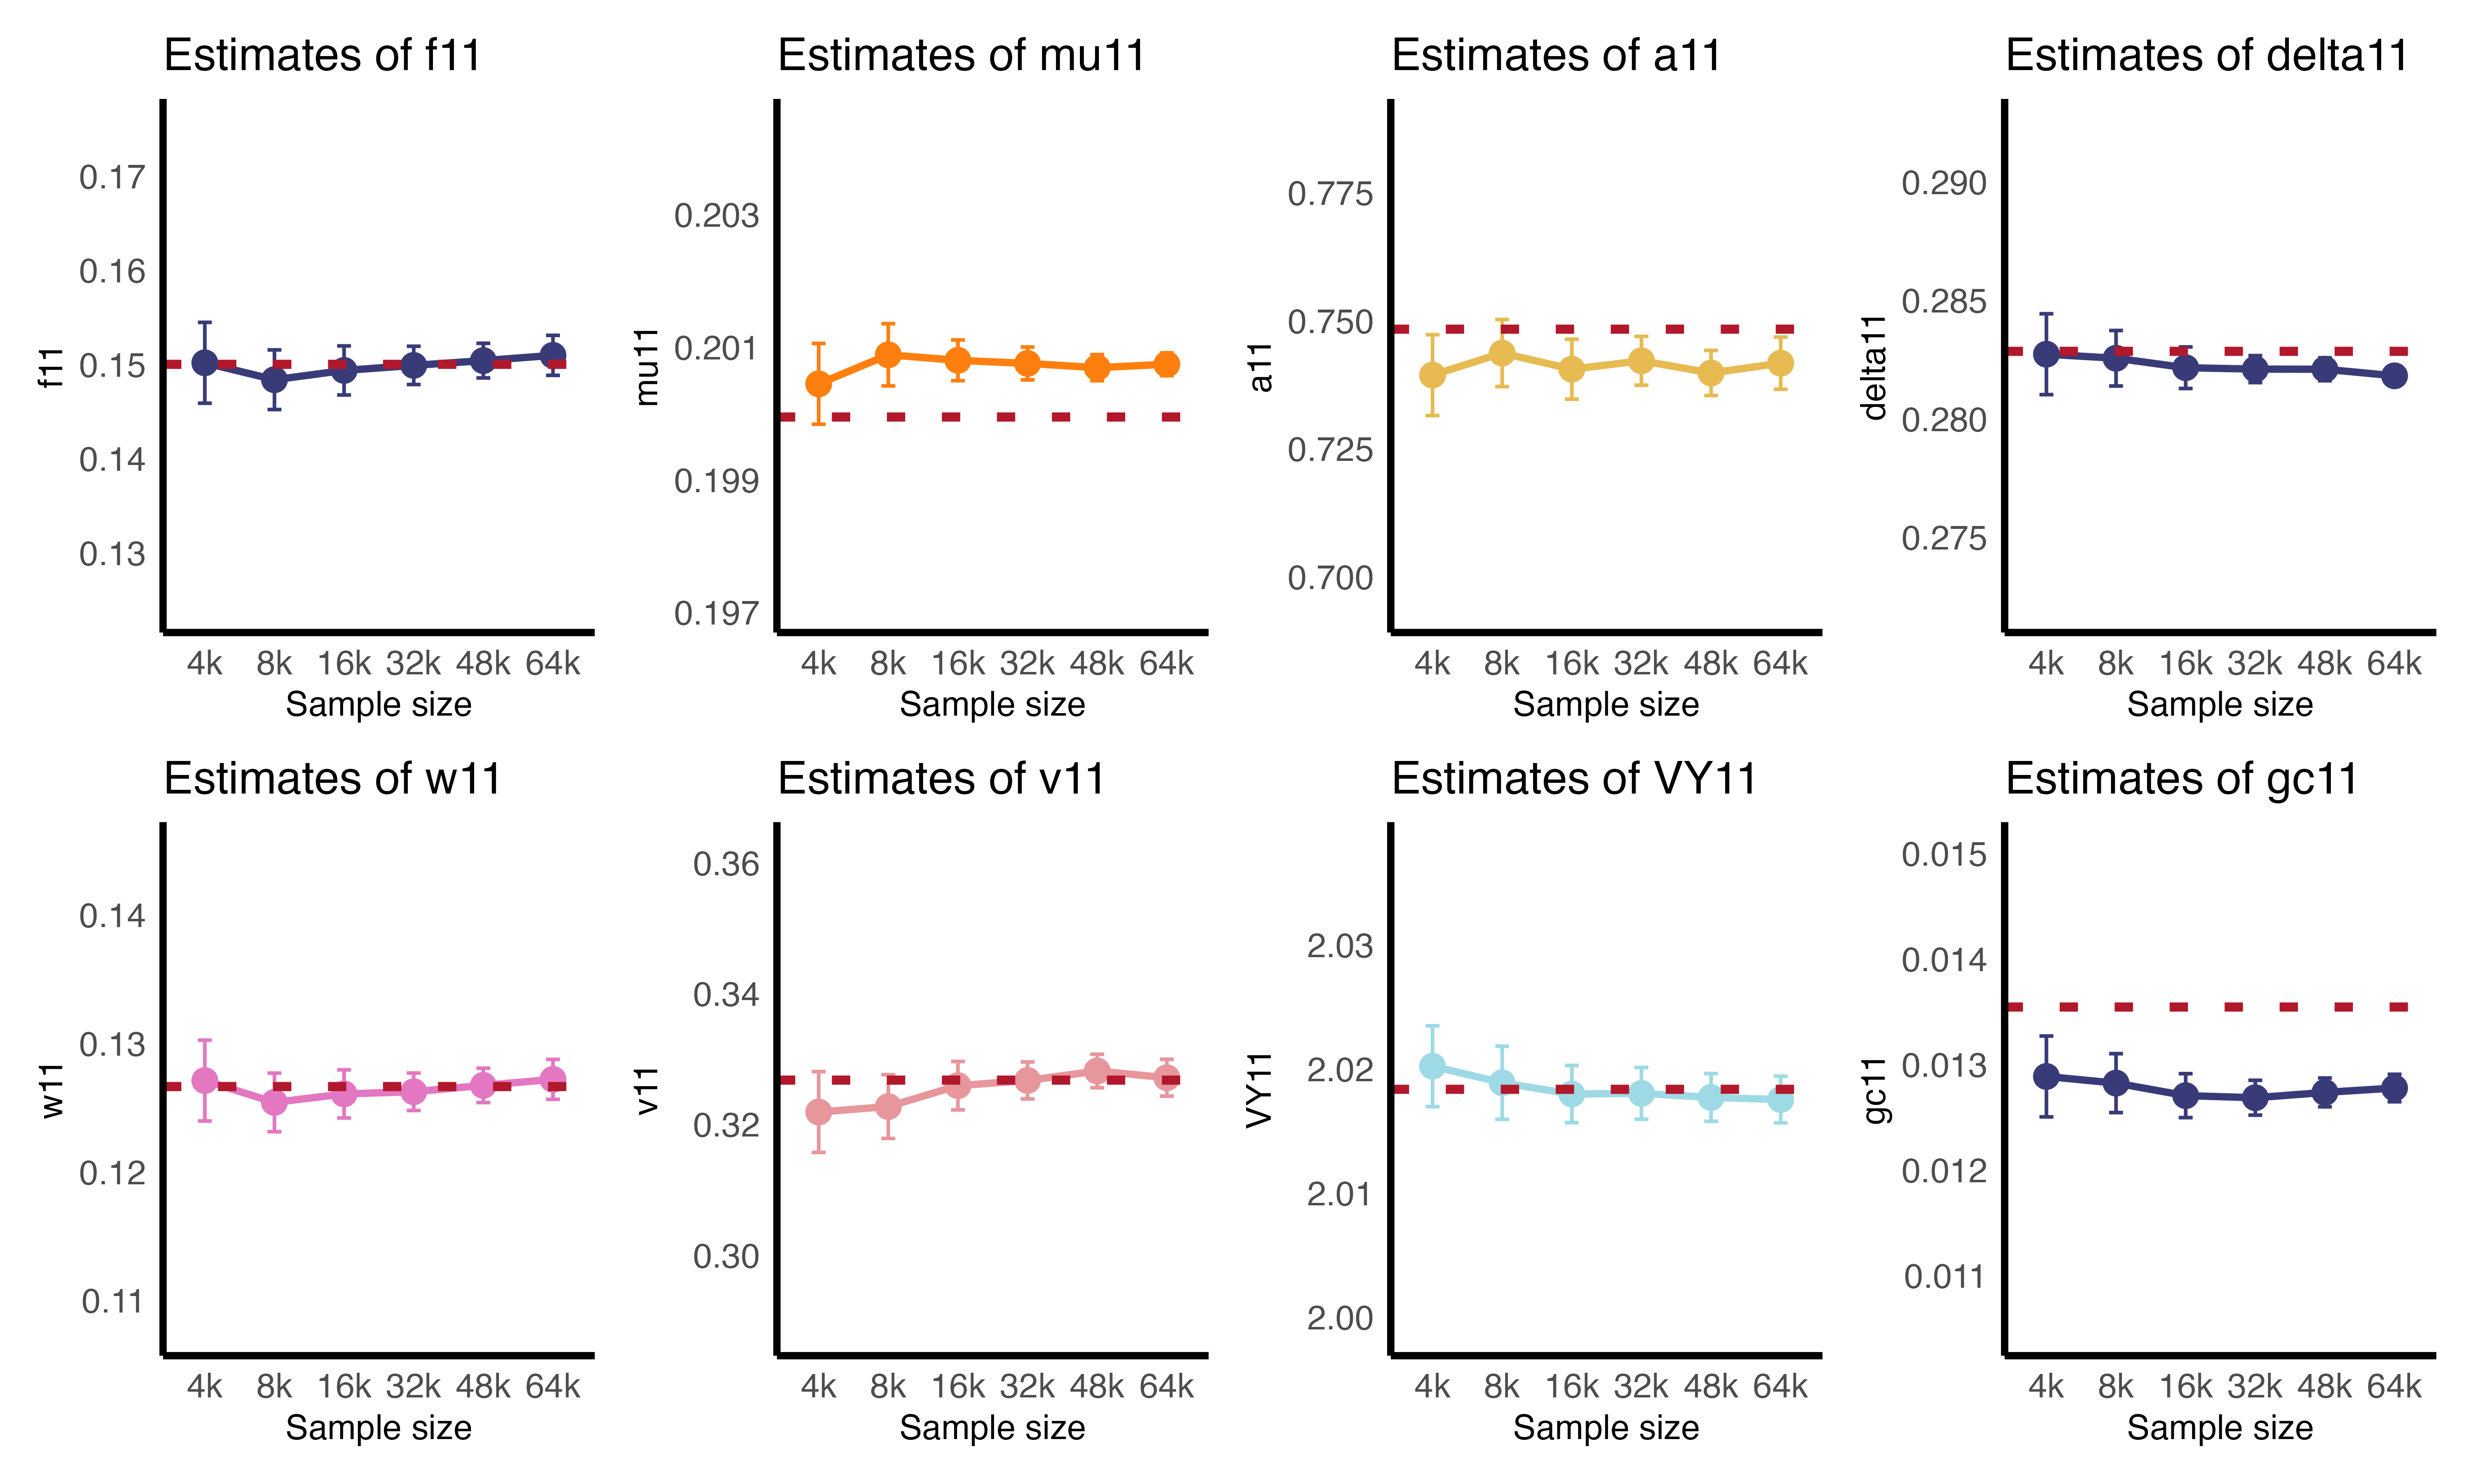 Estimates of f11
f11
0.17
0.16
0.15
0.14
0.13
4k 8k 16k 32k 48k 64k
Sample size
Estimates of mu11
mu11
0.203
0.201
0.199
0.197
4k 8k 16k 32k 48k 64k
Sample size
Estimates of a11
a11
0.775
0.750
0.725
0.700
4k 8k 16k 32k 48k 64k
Sample size
Estimates of delta11
delta11
0.290
0.285
0.280
0.275
4k 8k 16k 32k 48k 64k
Sample size
Estimates of w11
w11
0.14
0.13
0.12
0.11
4k 8k 16k 32k 48k 64k
Sample size
Estimates of v11
v11
0.36
0.34
0.32
0.30
4k 8k 16k 32k 48k 64k
Sample size
Estimates of VY11
VY11
2.03
2.02
2.01
2.00
4k 8k 16k 32k 48k 64k
Sample size
Estimates of gc11
gc11
0.015
0.014
0.013
0.012
0.011
4k 8k 16k 32k 48k 64k
Sample size